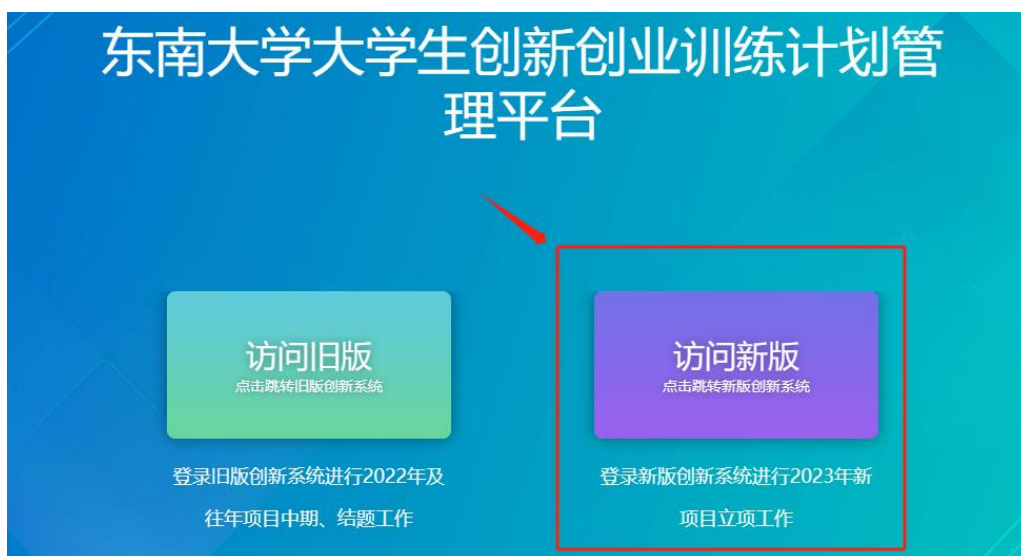 东南大学大学生创新创业训练计划管
理平台
访问旧版
点击跳转旧版创新系统
登录旧版创新系统进行2022年及
往年项目中期、结题工作
访问新版
点击跳转新版创新系统
登录新版创新系统进行2023年新
项目立项工作